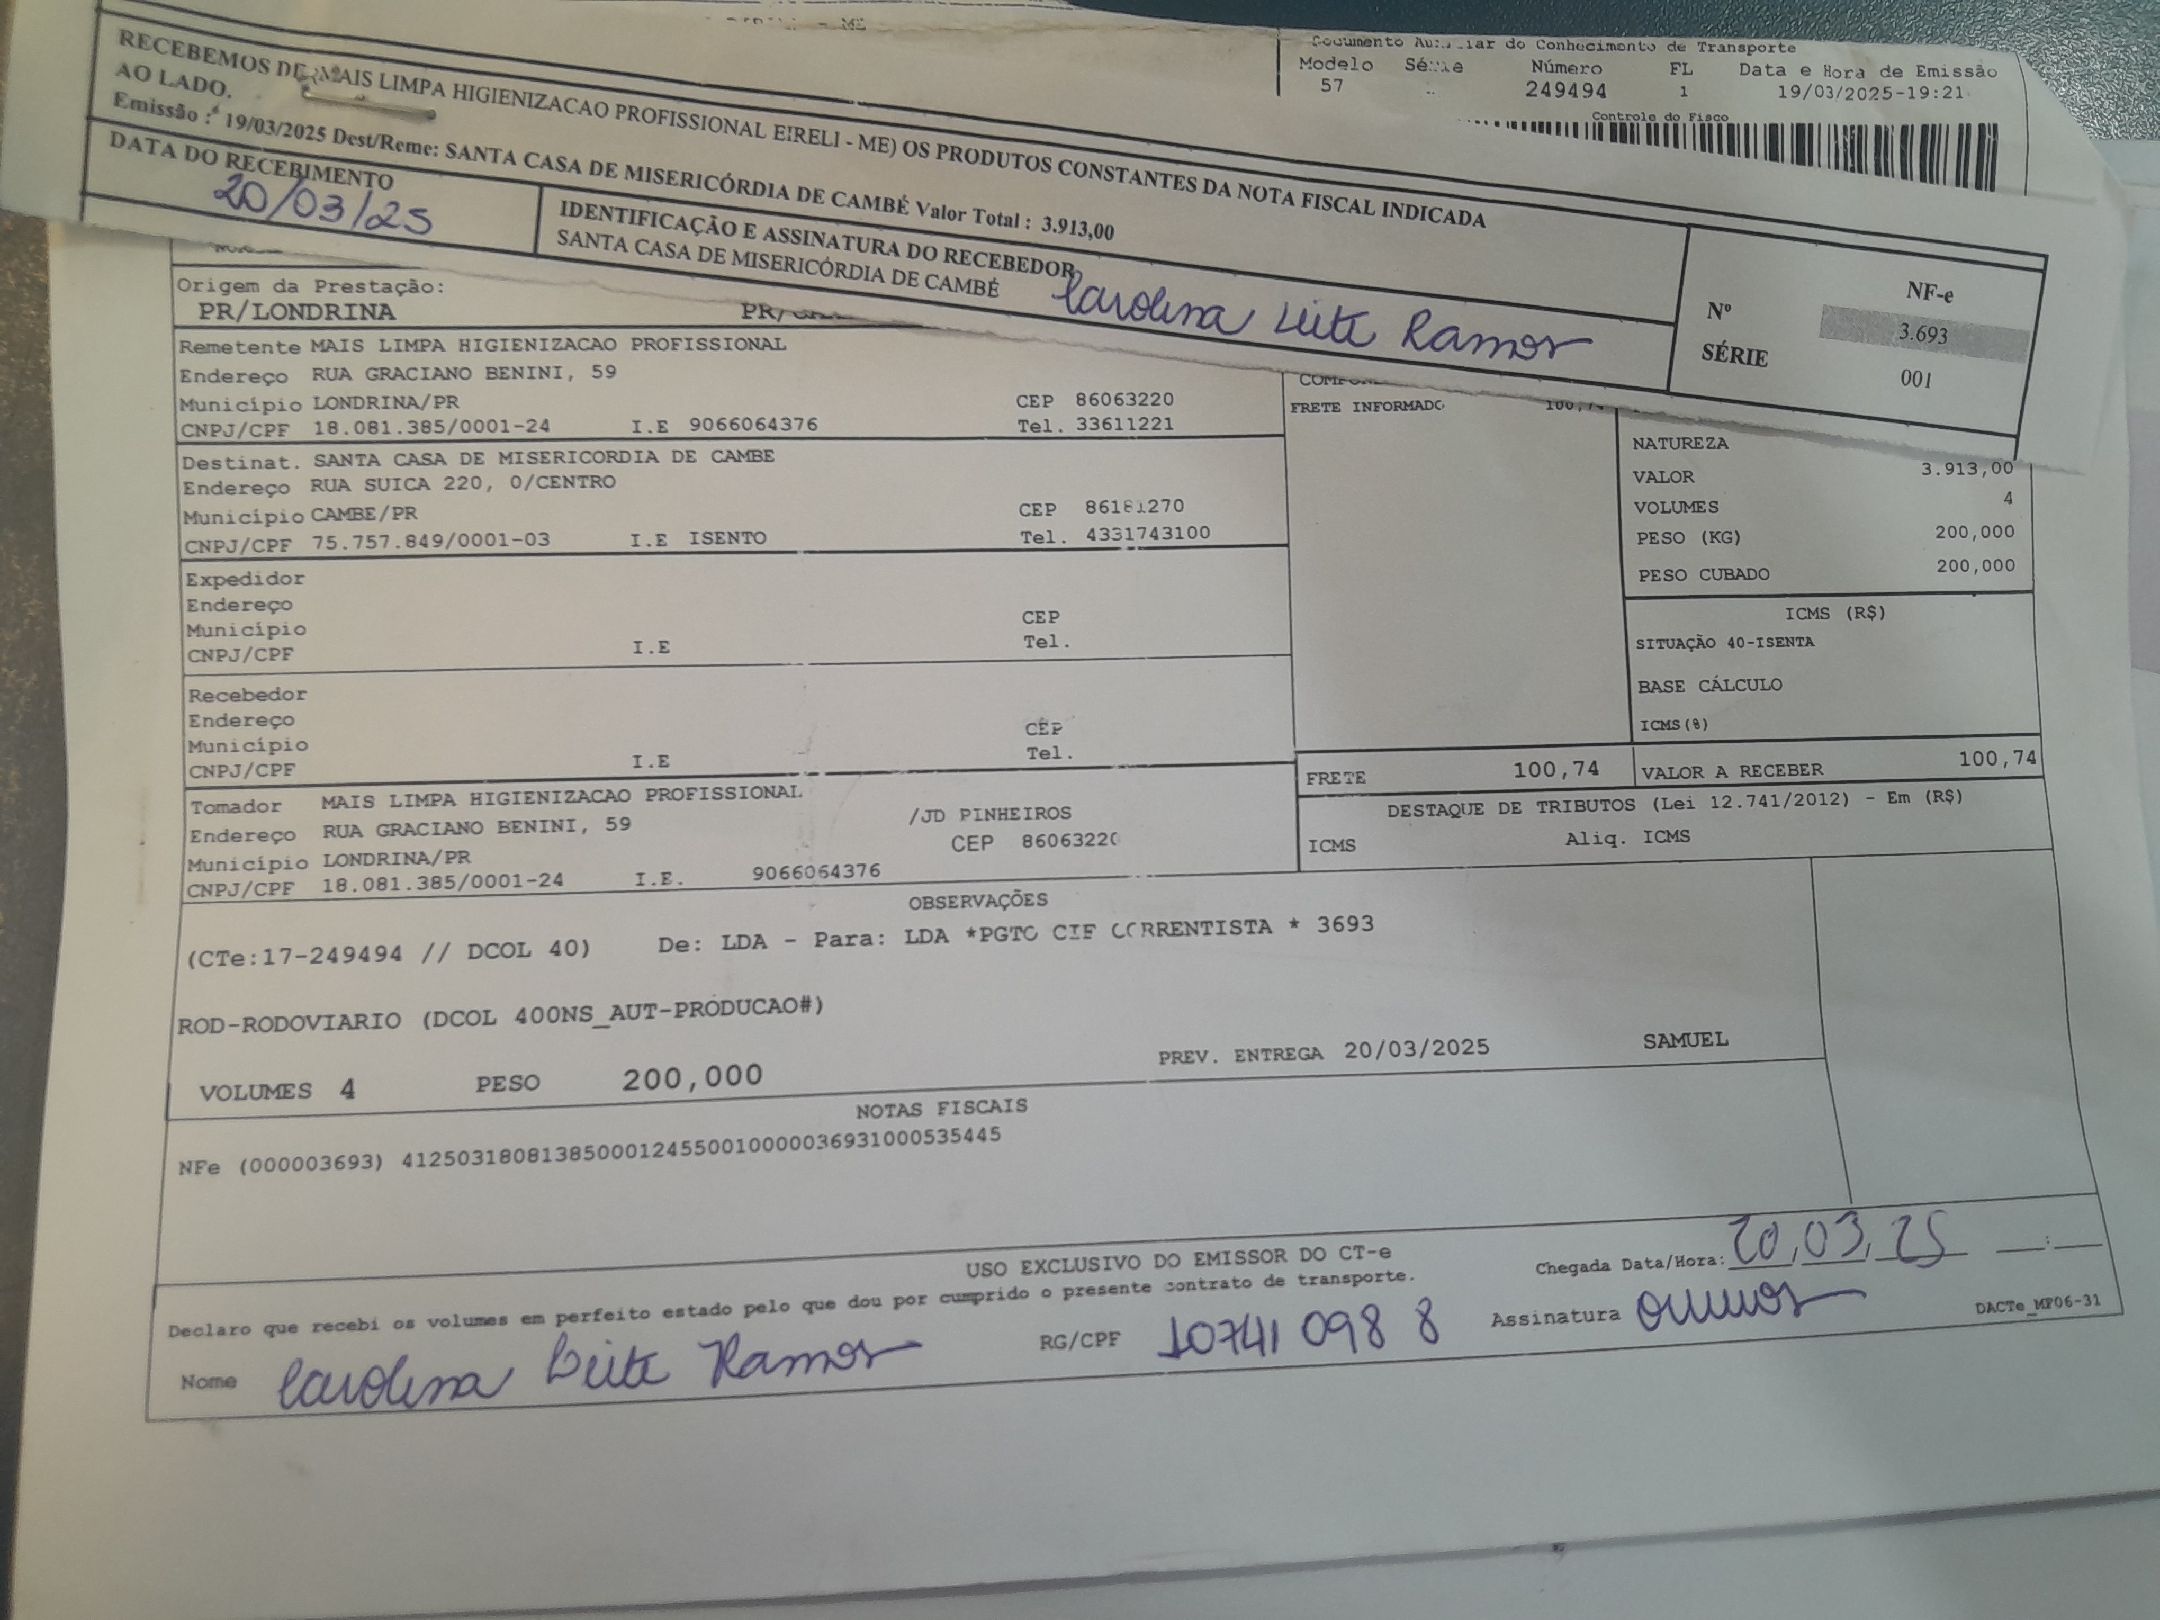 RECEBEMOS DE MAIS LIMPA HIGIENIZACAO PROFISSIONAL EIRELI - ME) OS PRODUTOS CONSTANTES DA NOTA FISCAL INDICADA
AO LADO.
Emissão : 19/03/2025 Dest/Reme: SANTA CASA DE MISERICÓRDIA DE CAMBÉ Valor Total : 3.913,00
DATA DO RECEBIMENTO
20/03/25
IDENTIFICAÇÃO E ASSINATURA DO RECEBEDOR
SANTA CASA DE MISERICÓRDIA DE CAMBÉ Carolina Leite Ramos
NF-e
Nº 3.693
SÉRIE 001
Documento Auxiliar do Conhecimento de Transporte
Modelo Série Número FL Data e Hora de Emissão
57 249494 1 19/03/2025-19:21
Controle do Fisco
Origem da Prestação:
PR/LONDRINA PR/
Remetente MAIS LIMPA HIGIENIZACAO PROFISSIONAL
Endereço RUA GRACIANO BENINI, 59
Município LONDRINA/PR CEP 86063220
CNPJ/CPF 18.081.385/0001-24 I.E 9066064376 Tel. 33611221
Destinat. SANTA CASA DE MISERICORDIA DE CAMBE
Endereço RUA SUICA 220, 0/CENTRO
Município CAMBE/PR CEP 86181270
CNPJ/CPF 75.757.849/0001-03 I.E ISENTO Tel. 4331743100
Expedidor
Endereço
Município CEP
CNPJ/CPF I.E Tel.
Recebedor
Endereço
Município CEP
CNPJ/CPF I.E Tel.
Tomador MAIS LIMPA HIGIENIZACAO PROFISSIONAL
Endereço RUA GRACIANO BENINI, 59 /JD PINHEIROS
Município LONDRINA/PR CEP 86063220
CNPJ/CPF 18.081.385/0001-24 I.E. 9066064376
FRETE INFORMADO 100,74
NATUREZA
VALOR 3.913,00
VOLUMES 4
PESO (KG) 200,000
PESO CUBADO 200,000
ICMS (R$)
SITUAÇÃO 40-ISENTA
BASE CÁLCULO
ICMS(%)
FRETE 100,74 VALOR A RECEBER 100,74
DESTAQUE DE TRIBUTOS (Lei 12.741/2012) - Em (R$)
ICMS Aliq. ICMS
OBSERVAÇÕES
(CTe:17-249494 // DCOL 40) De: LDA - Para: LDA *PGTO CIF CORRENTISTA * 3693
ROD-RODOVIARIO (DCOL 400NS_AUT-PRODUCAO#)
VOLUMES 4 PESO 200,000 PREV. ENTREGA 20/03/2025 SAMUEL
NOTAS FISCAIS
NFe (000003693) 41250318081385000124550010000036931000535445
USO EXCLUSIVO DO EMISSOR DO CT-e
Declaro que recebi os volumes em perfeito estado pelo que dou por cumprido o presente contrato de transporte.
Chegada Data/Hora: 20,03,25 __:__
Nome Carolina Leite Ramos RG/CPF 10741 098 8 Assinatura
DACTe_MP06-31